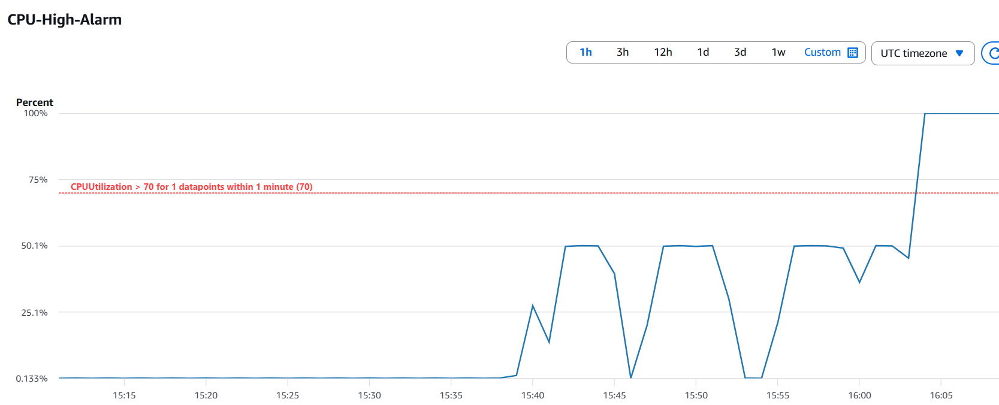 CPU-High-Alarm
1h 3h 12h 1d 3d 1w Custom UTC timezone
Percent
100%
75%
CPUUtilization > 70 for 1 datapoints within 1 minute (70)
50.1%
25.1%
0.133%
15:15 15:20 15:25 15:30 15:35 15:40 15:45 15:50 15:55 16:00 16:05